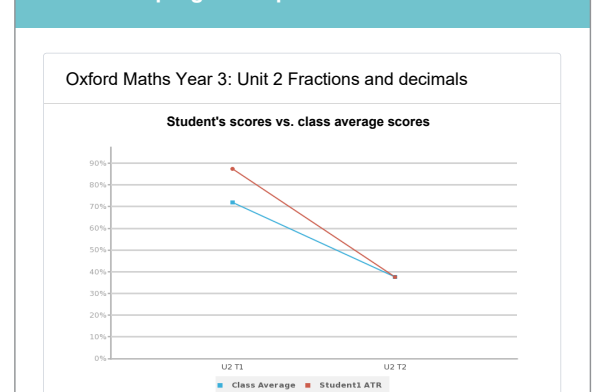 Oxford Maths Year 3: Unit 2 Fractions and decimals
Student's scores vs. class average scores
90%
80%
70%
60%
50%
40%
30%
20%
10%
0%
U2 T1 U2 T2
Class Average Student1 ATR